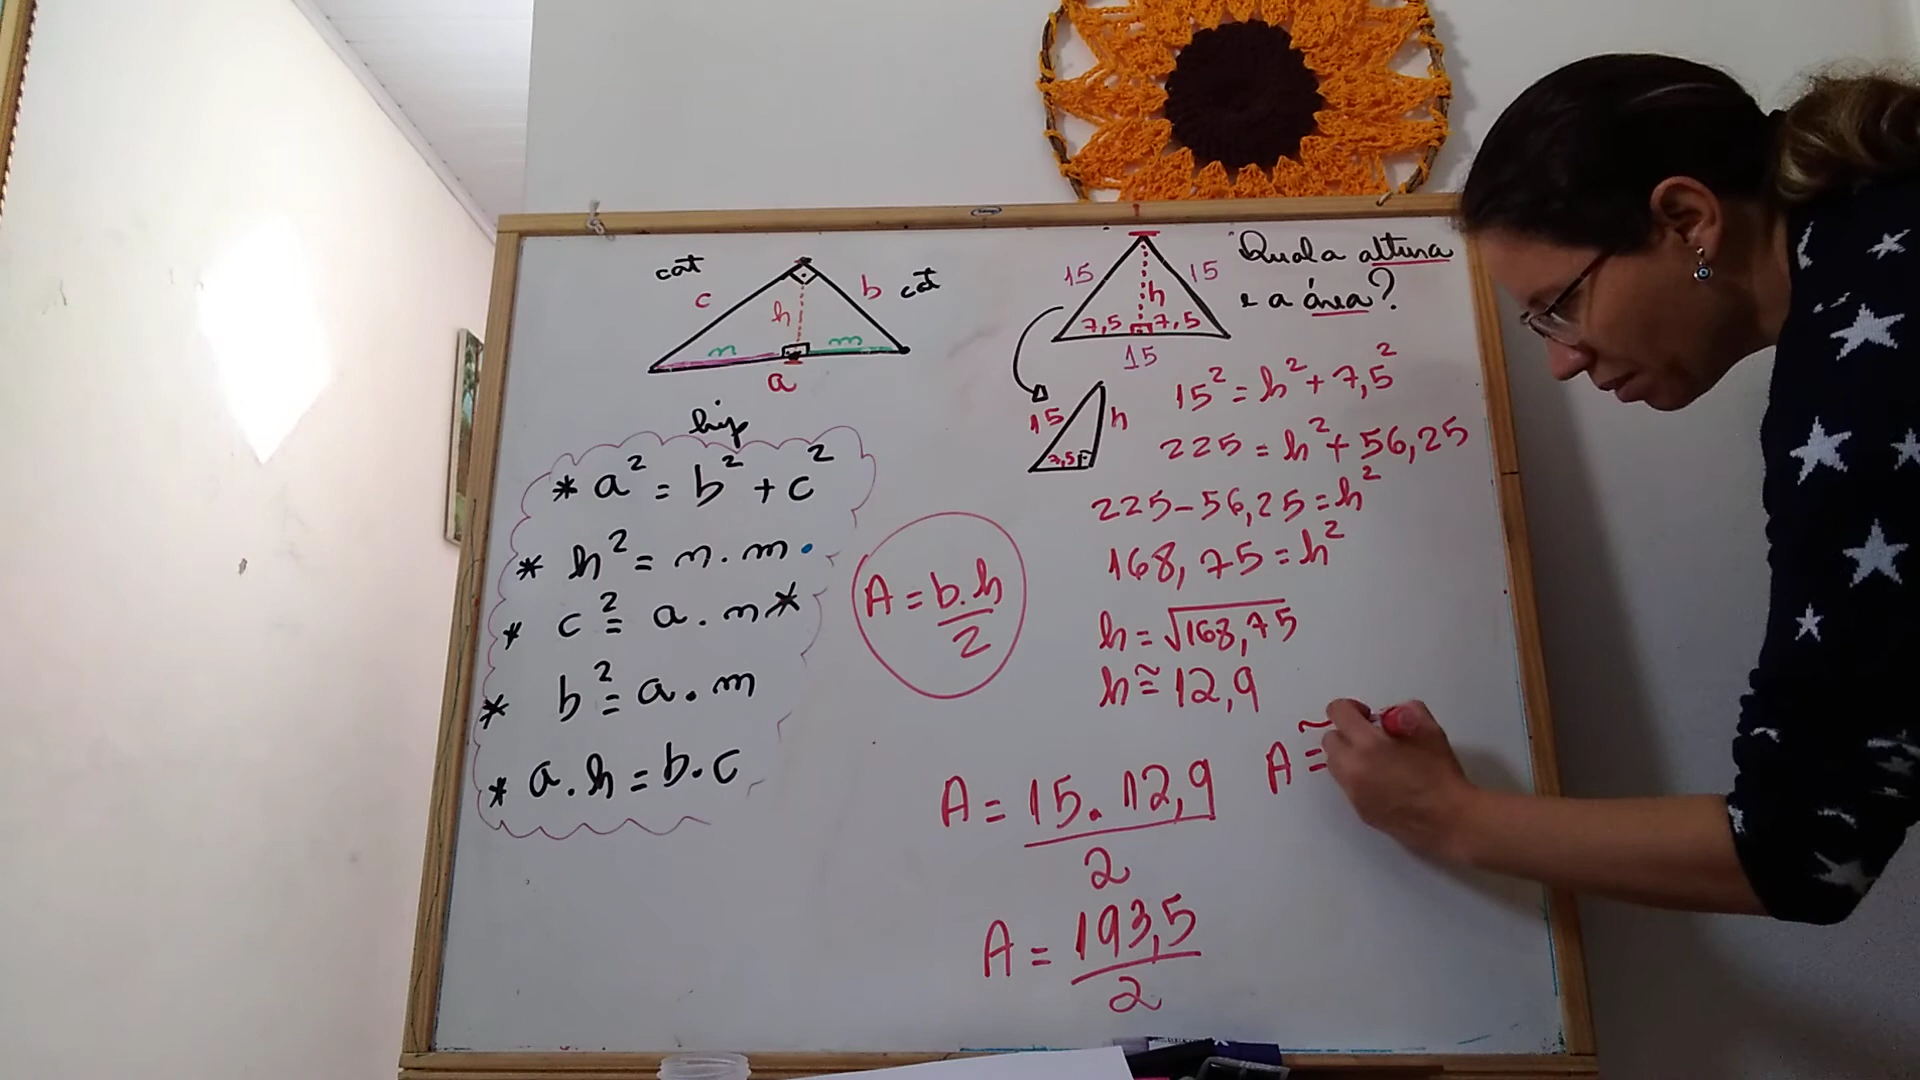 cat
c
h
b
cat
n
m
a
hip
* a² = b² + c²
* h² = n . m .
* c² = a . n *
* b² = a . m
* a . h = b . c
A = b.h
2
15
15
h
7,5
7,5
15
Qual a altura
e a área?
15
h
7,5
15² = h² + 7,5²
225 = h² + 56,25
225 - 56,25 = h²
168,75 = h²
h = √168,75
h ≅ 12,9
A = 15 . 12,9
2
A ≅
A = 193,5
2